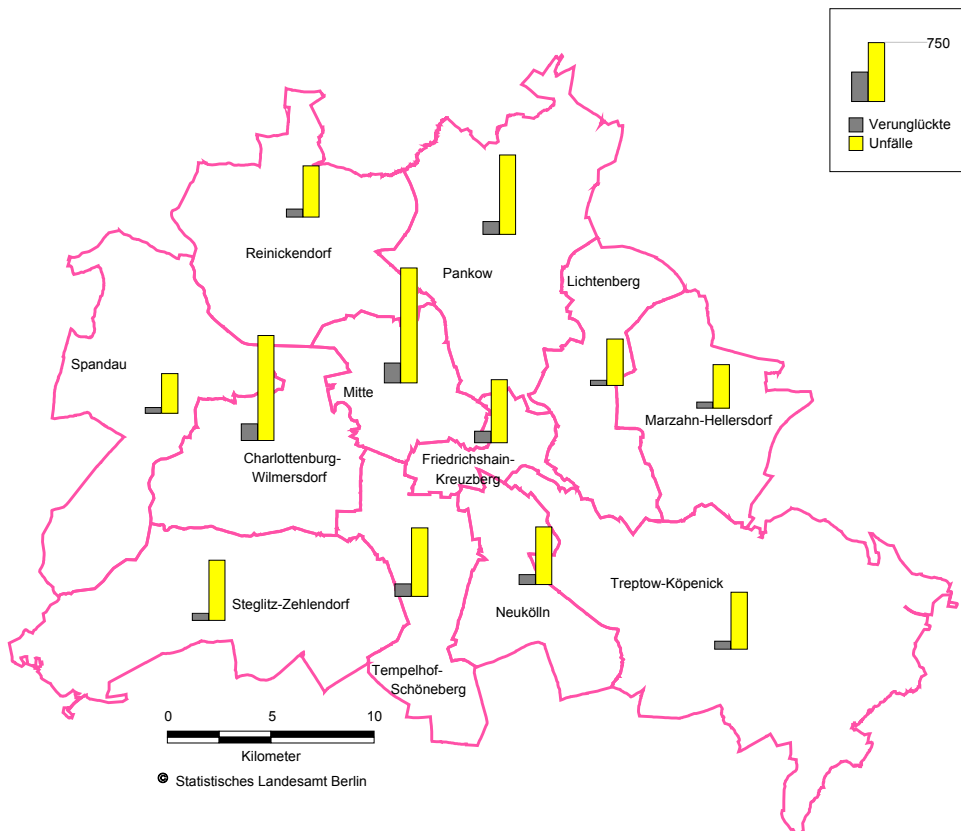 750
Verunglückte
Unfälle
Reinickendorf
Pankow
Lichtenberg
Spandau
Mitte
Marzahn-Hellersdorf
Charlottenburg-
Wilmersdorf
Friedrichshain-
Kreuzberg
Treptow-Köpenick
Steglitz-Zehlendorf
Neukölln
Tempelhof-
Schöneberg
0 5 10
Kilometer
© Statistisches Landesamt Berlin